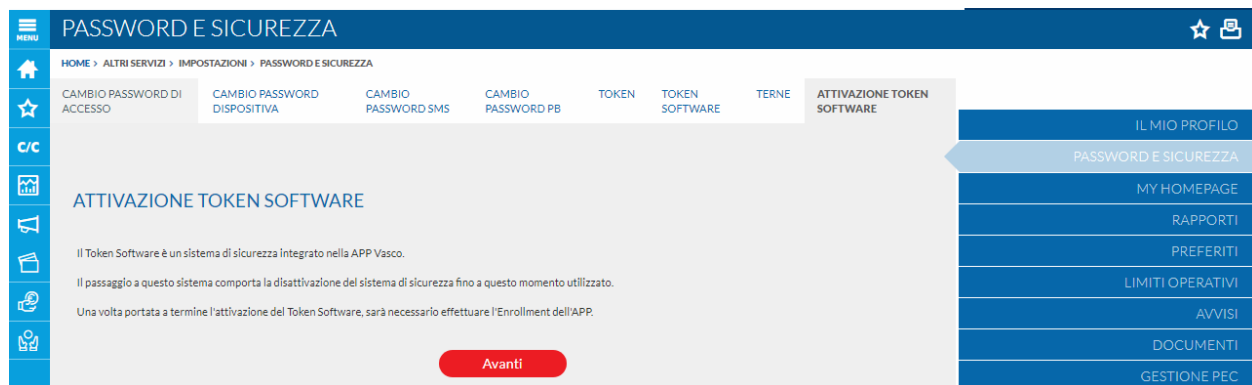 MENU
PASSWORD E SICUREZZA
HOME > ALTRI SERVIZI > IMPOSTAZIONI > PASSWORD E SICUREZZA
CAMBIO PASSWORD DI
ACCESSO
CAMBIO PASSWORD
DISPOSITIVA
CAMBIO
PASSWORD SMS
CAMBIO
PASSWORD PB
TOKEN
TOKEN
SOFTWARE
TERNE
ATTIVAZIONE TOKEN
SOFTWARE
C/C
ATTIVAZIONE TOKEN SOFTWARE
Il Token Software è un sistema di sicurezza integrato nella APP Vasco.
Il passaggio a questo sistema comporta la disattivazione del sistema di sicurezza fino a questo momento utilizzato.
Una volta portata a termine l'attivazione del Token Software, sarà necessario effettuare l'Enrollment dell'APP.
Avanti
IL MIO PROFILO
PASSWORD E SICUREZZA
MY HOMEPAGE
RAPPORTI
PREFERITI
LIMITI OPERATIVI
AVVISI
DOCUMENTI
GESTIONE PEC